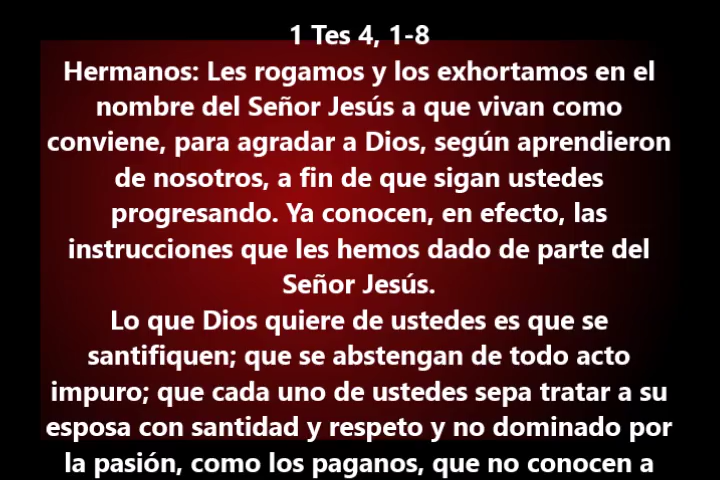 1 Tes 4, 1-8
Hermanos: Les rogamos y los exhortamos en el
nombre del Señor Jesús a que vivan como
conviene, para agradar a Dios, según aprendieron
de nosotros, a fin de que sigan ustedes
progresando. Ya conocen, en efecto, las
instrucciones que les hemos dado de parte del
Señor Jesús.
Lo que Dios quiere de ustedes es que se
santifiquen; que se abstengan de todo acto
impuro; que cada uno de ustedes sepa tratar a su
esposa con santidad y respeto y no dominado por
la pasión, como los paganos, que no conocen a